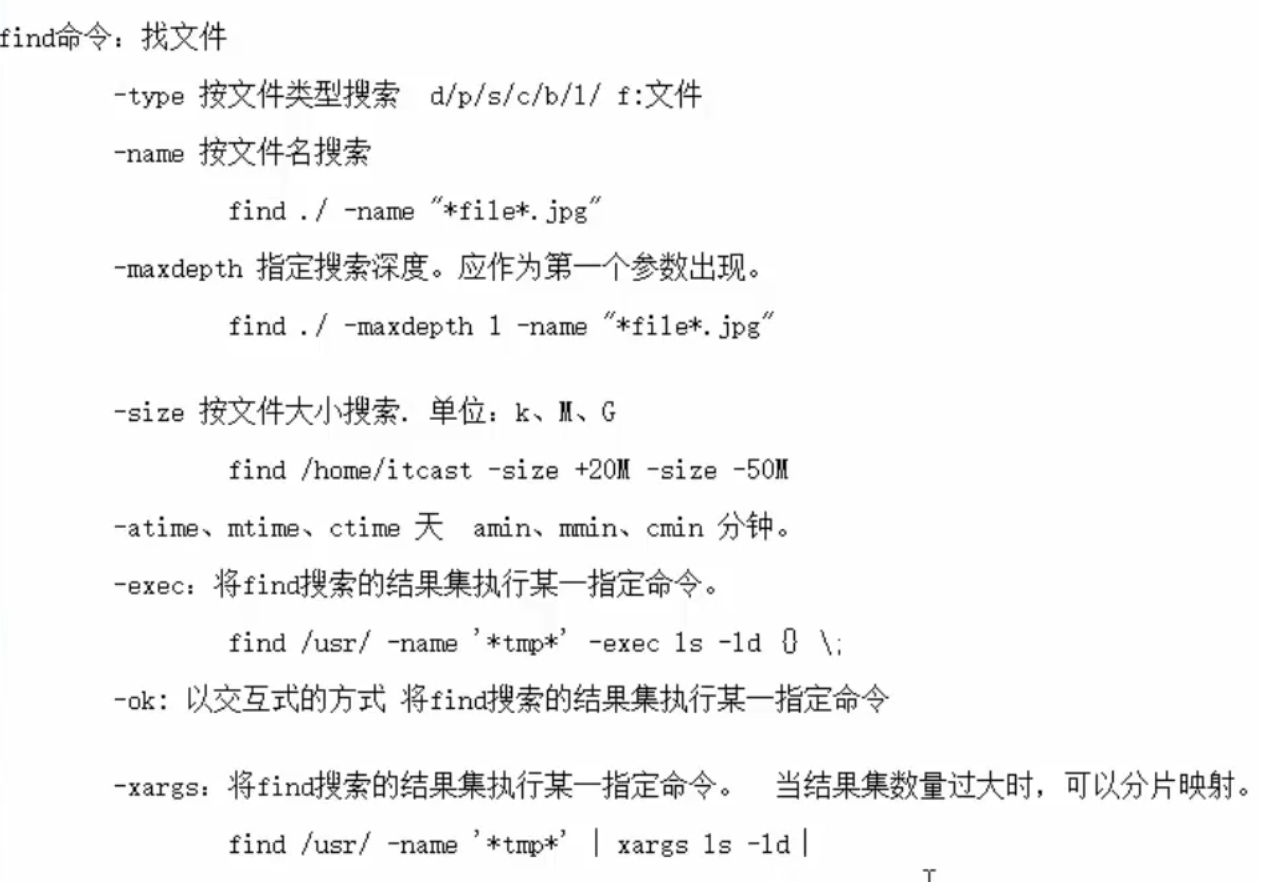 find命令：找文件
-type 按文件类型搜索 d/p/s/c/b/l/ f:文件
-name 按文件名搜索
find ./ -name "*file*.jpg"
-maxdepth 指定搜索深度。应作为第一个参数出现。
find ./ -maxdepth 1 -name "*file*.jpg"
-size 按文件大小搜索. 单位：k、M、G
find /home/itcast -size +20M -size -50M
-atime、mtime、ctime 天 amin、mmin、cmin 分钟。
-exec：将find搜索的结果集执行某一指定命令。
find /usr/ -name '*tmp*' -exec ls -ld {} \;
-ok: 以交互式的方式 将find搜索的结果集执行某一指定命令
-xargs：将find搜索的结果集执行某一指定命令。 当结果集数量过大时，可以分片映射。
find /usr/ -name '*tmp*' | xargs ls -ld